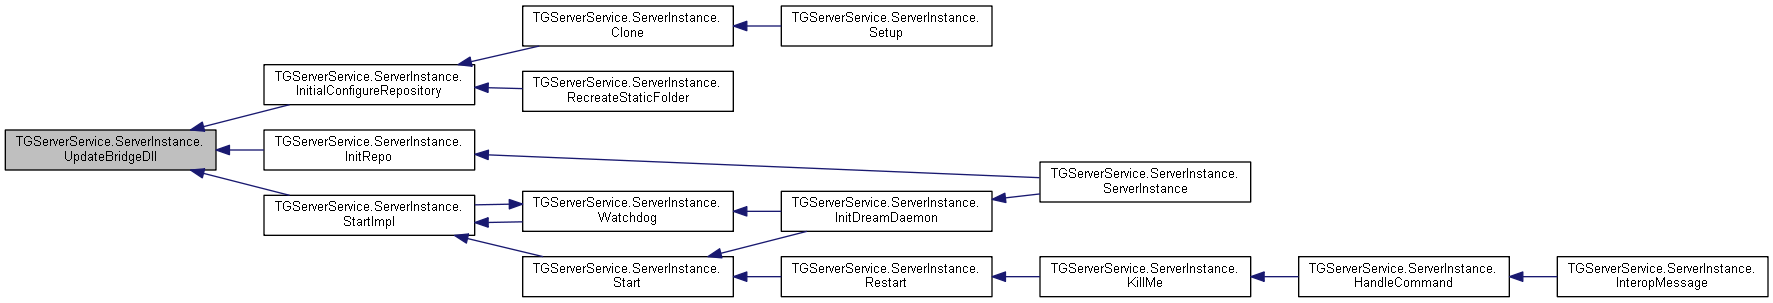 TGServerService.ServerInstance.
Clone
TGServerService.ServerInstance.
Setup
TGServerService.ServerInstance.
InitialConfigureRepository
TGServerService.ServerInstance.
RecreateStaticFolder
TGServerService.ServerInstance.
UpdateBridgeDll
TGServerService.ServerInstance.
InitRepo
TGServerService.ServerInstance.
ServerInstance
TGServerService.ServerInstance.
StartImpl
TGServerService.ServerInstance.
Watchdog
TGServerService.ServerInstance.
InitDreamDaemon
TGServerService.ServerInstance.
Start
TGServerService.ServerInstance.
Restart
TGServerService.ServerInstance.
KillMe
TGServerService.ServerInstance.
HandleCommand
TGServerService.ServerInstance.
InteropMessage